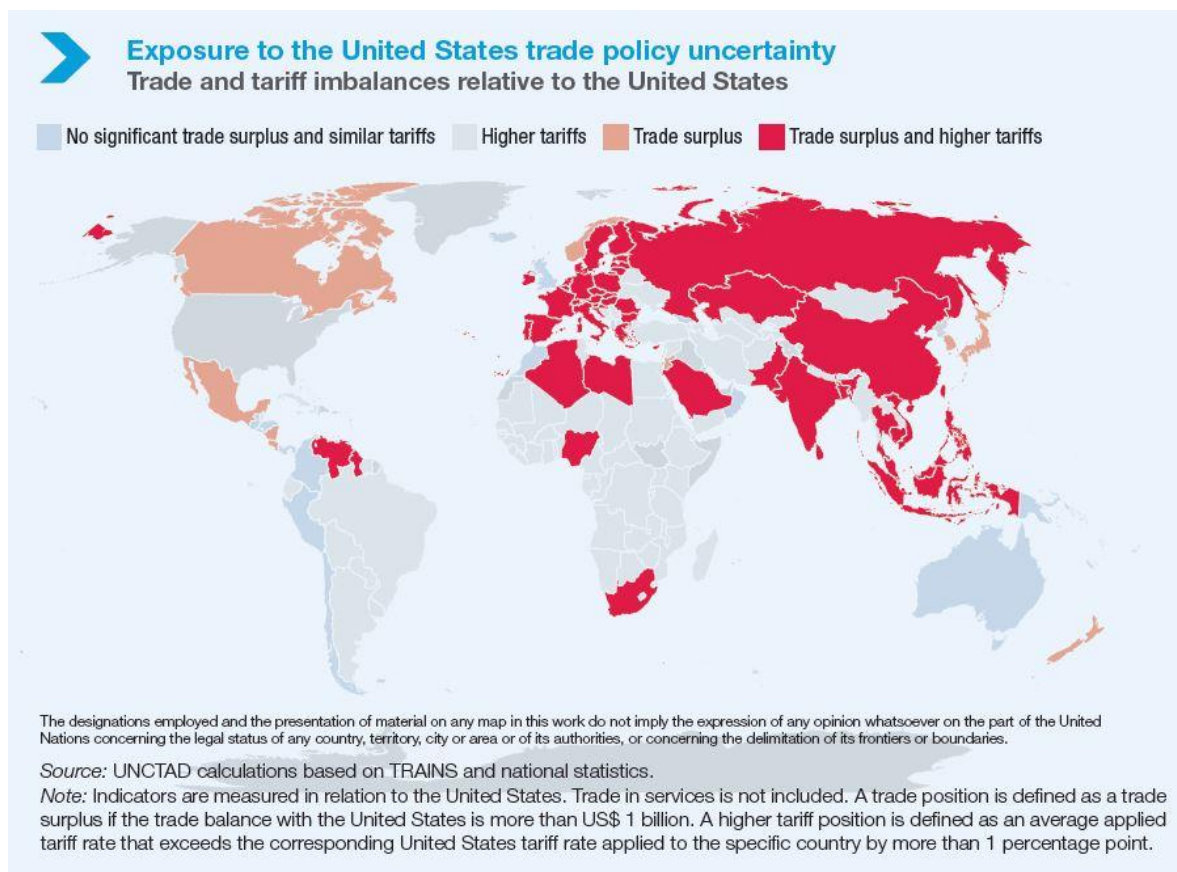 Exposure to the United States trade policy uncertainty
Trade and tariff imbalances relative to the United States
No significant trade surplus and similar tariffs Higher tariffs Trade surplus Trade surplus and higher tariffs
The designations employed and the presentation of material on any map in this work do not imply the expression of any opinion whatsoever on the part of the United
Nations concerning the legal status of any country, territory, city or area or of its authorities, or concerning the delimitation of its frontiers or boundaries.
Source: UNCTAD calculations based on TRAINS and national statistics.
Note: Indicators are measured in relation to the United States. Trade in services is not included. A trade position is defined as a trade
surplus if the trade balance with the United States is more than US$ 1 billion. A higher tariff position is defined as an average applied
tariff rate that exceeds the corresponding United States tariff rate applied to the specific country by more than 1 percentage point.